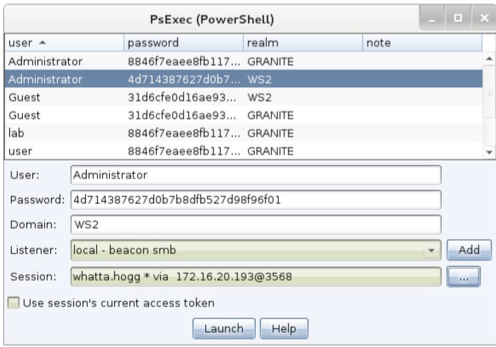 PsExec (PowerShell)
user password realm note
Administrator 8846f7eaee8fb117... GRANITE
Administrator 4d714387627d0b7... WS2
Guest 31d6cfe0d16ae93... WS2
Guest 31d6cfe0d16ae93... GRANITE
lab 8846f7eaee8fb117... GRANITE
user 8846f7eaee8fb117... GRANITE
User: Administrator
Password: 4d714387627d0b7b8dfb527d98f96f01
Domain: WS2
Listener: local - beacon smb Add
Session: whatta.hogg * via 172.16.20.193@3568 ...
Use session's current access token
Launch Help